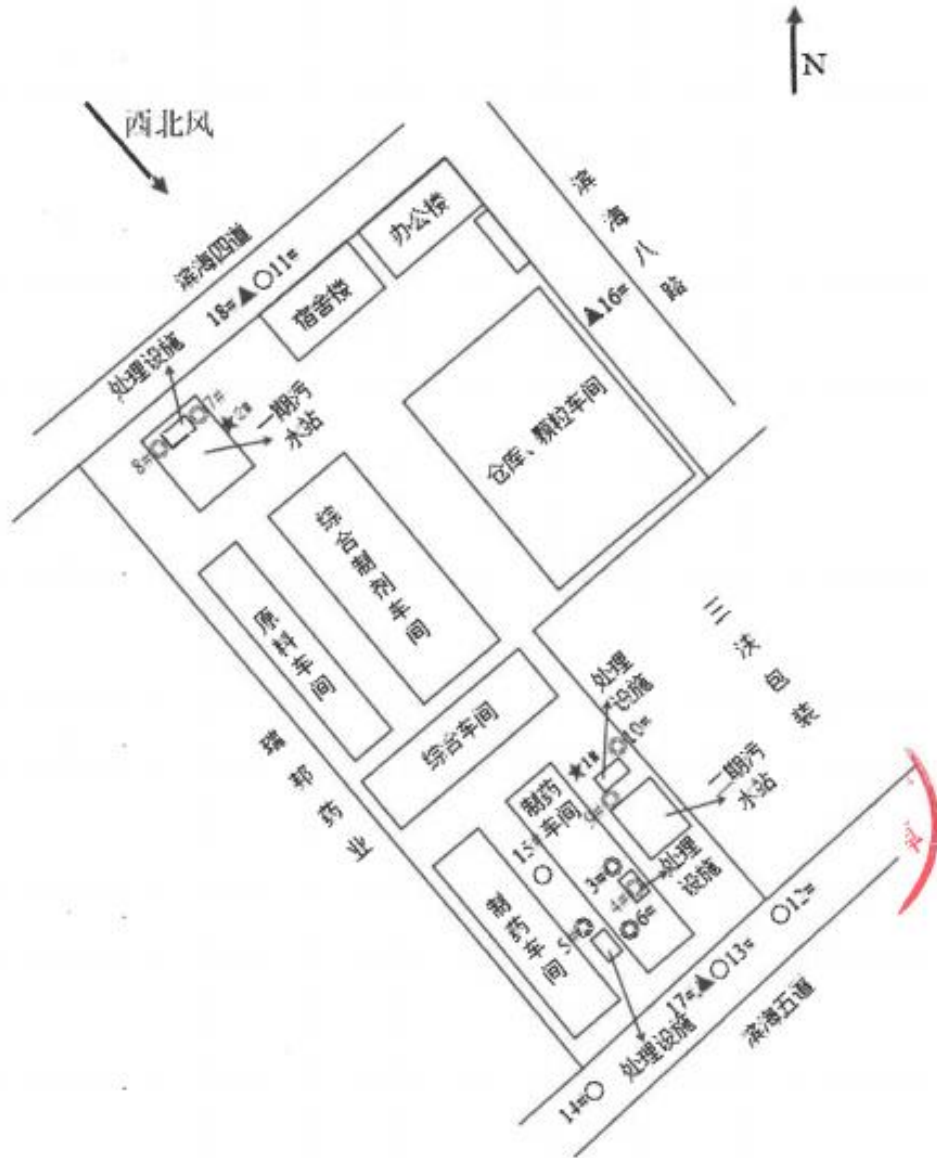 N
西北风
滨海四道
滨海八路
办公楼
宿舍楼
18#▲○11#
▲16#
处理设施
7#
8#
★2#
一期污
水站
仓库、颗粒车间
综合制剂车间
原料车间
综合车间
三沃包装
瑞邦药业
处理
设施
10#
★1#
9#
二期污
水站
制药
车间
15#
3#
4#
处理
设施
5#
6#
制药车间
○12#
17#▲○13#
滨海五道
处理设施
14#○